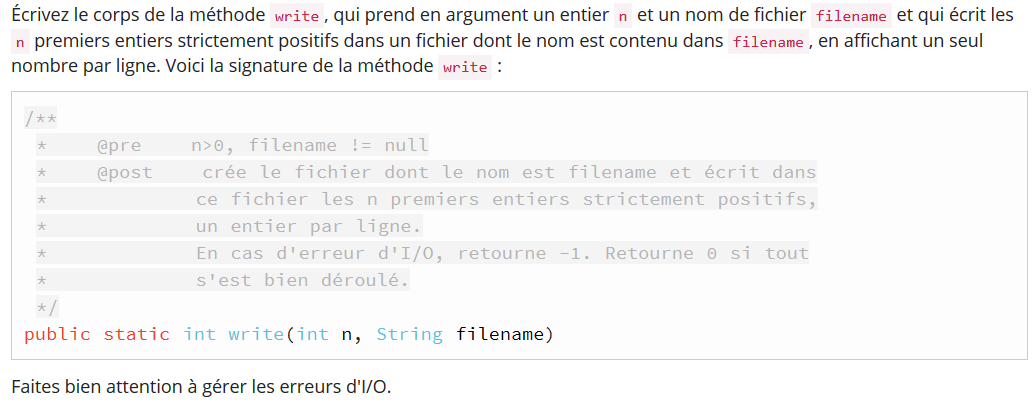 Écrivez le corps de la méthode write, qui prend en argument un entier n et un nom de fichier filename et qui écrit les
n premiers entiers strictement positifs dans un fichier dont le nom est contenu dans filename, en affichant un seul
nombre par ligne. Voici la signature de la méthode write :
/**
*    @pre    n>0, filename != null
*    @post    crée le fichier dont le nom est filename et écrit dans
*             ce fichier les n premiers entiers strictement positifs,
*             un entier par ligne.
*             En cas d'erreur d'I/O, retourne -1. Retourne 0 si tout
*             s'est bien déroulé.
*/
public static int write(int n, String filename)
Faites bien attention à gérer les erreurs d'I/O.